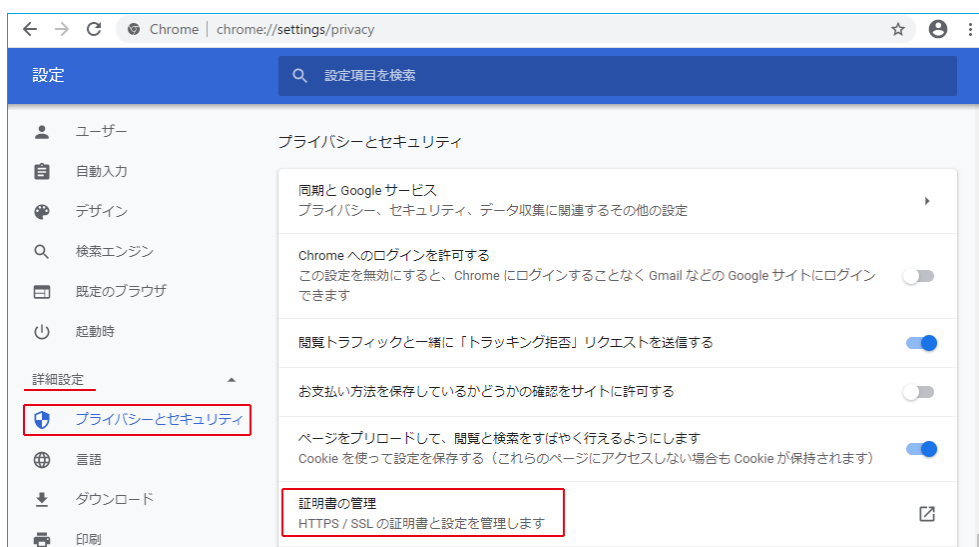 Chrome | chrome://settings/privacy
設定
設定項目を検索
ユーザー
自動入力
デザイン
検索エンジン
既定のブラウザ
起動時
詳細設定
プライバシーとセキュリティ
言語
ダウンロード
印刷
プライバシーとセキュリティ
同期と Google サービス
プライバシー、セキュリティ、データ収集に関連するその他の設定
Chrome へのログインを許可する
この設定を無効にすると、Chrome にログインすることなく Gmail などの Google サイトにログイン
できます
閲覧トラフィックと一緒に「トラッキング拒否」リクエストを送信する
お支払い方法を保存しているかどうかの確認をサイトに許可する
ページをプリロードして、閲覧と検索をすばやく行えるようにします
Cookie を使って設定を保存する（これらのページにアクセスしない場合も Cookie が保持されます）
証明書の管理
HTTPS / SSL の証明書と設定を管理します